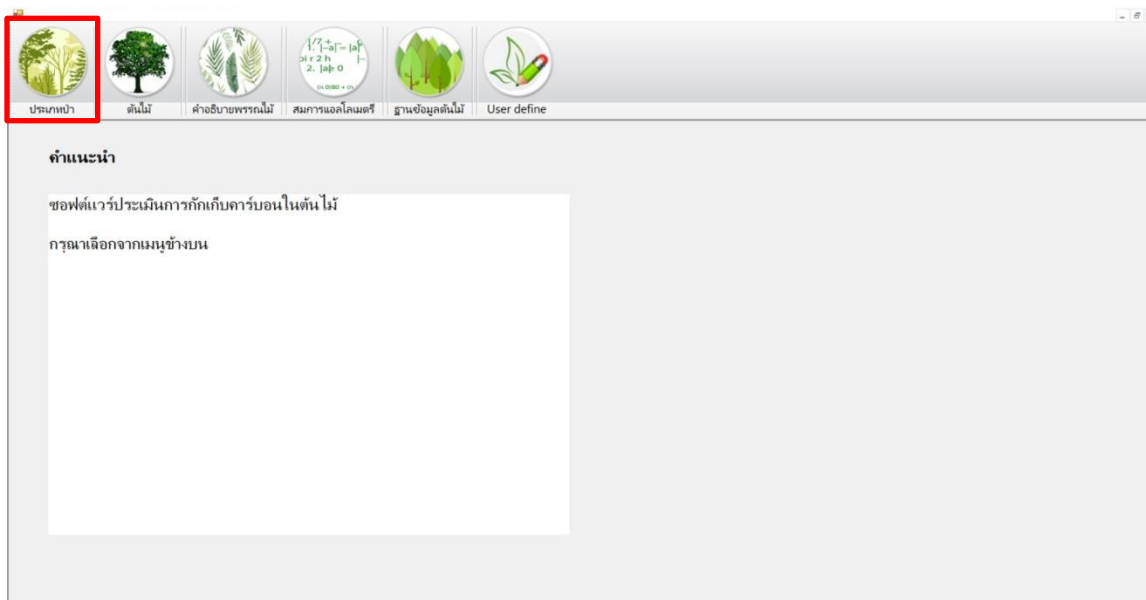 ประเภทป่า
ต้นไม้
คำอธิบายพรรณไม้
สมการแอลโลเมตรี
ฐานข้อมูลต้นไม้
User define
คำแนะนำ
ซอฟต์แวร์ประเมินการกักเก็บคาร์บอนในต้นไม้
กรุณาเลือกจากเมนูข้างบน